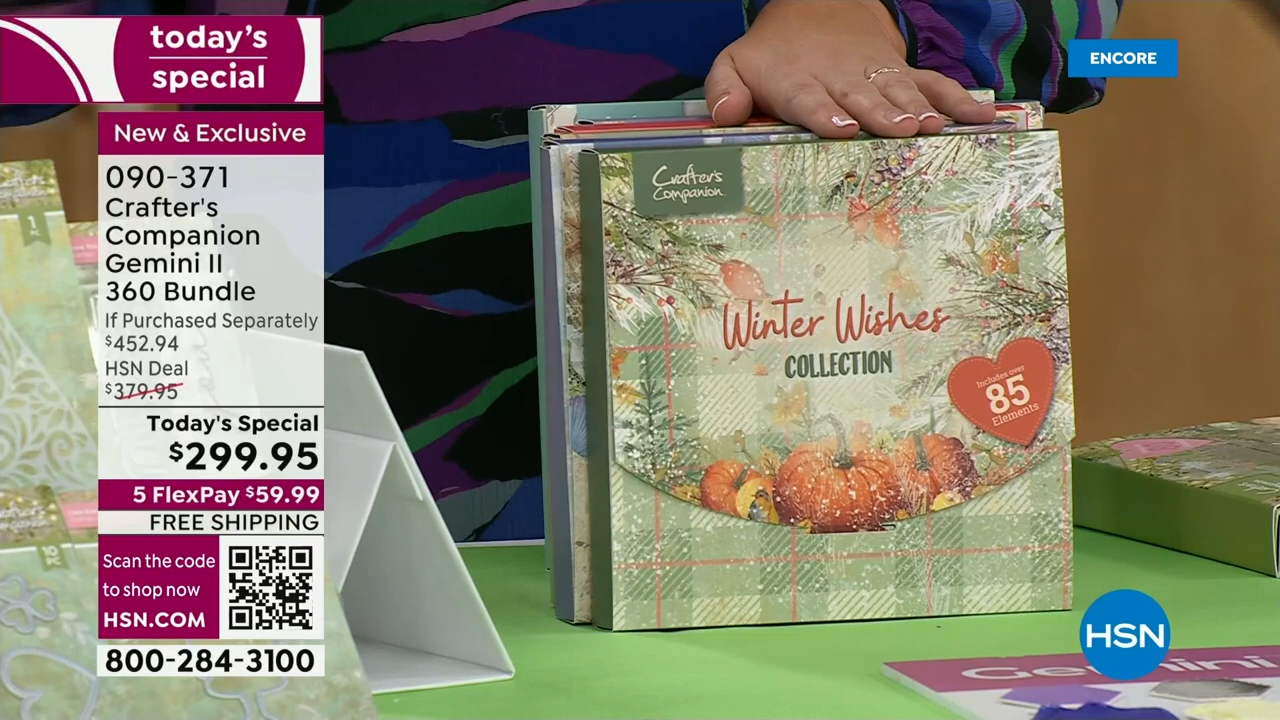 today's
special
New & Exclusive
090-371
Crafter's
Companion
Gemini II
360 Bundle
If Purchased Separately
$452.94
HSN Deal
$379.95
Today's Special
$299.95
5 FlexPay $59.99
FREE SHIPPING
Scan the code
to shop now
HSN.COM
800-284-3100
ENCORE
Crafter's
Companion
Winter Wishes
COLLECTION
Includes over
85
Elements
HSN
Gemini